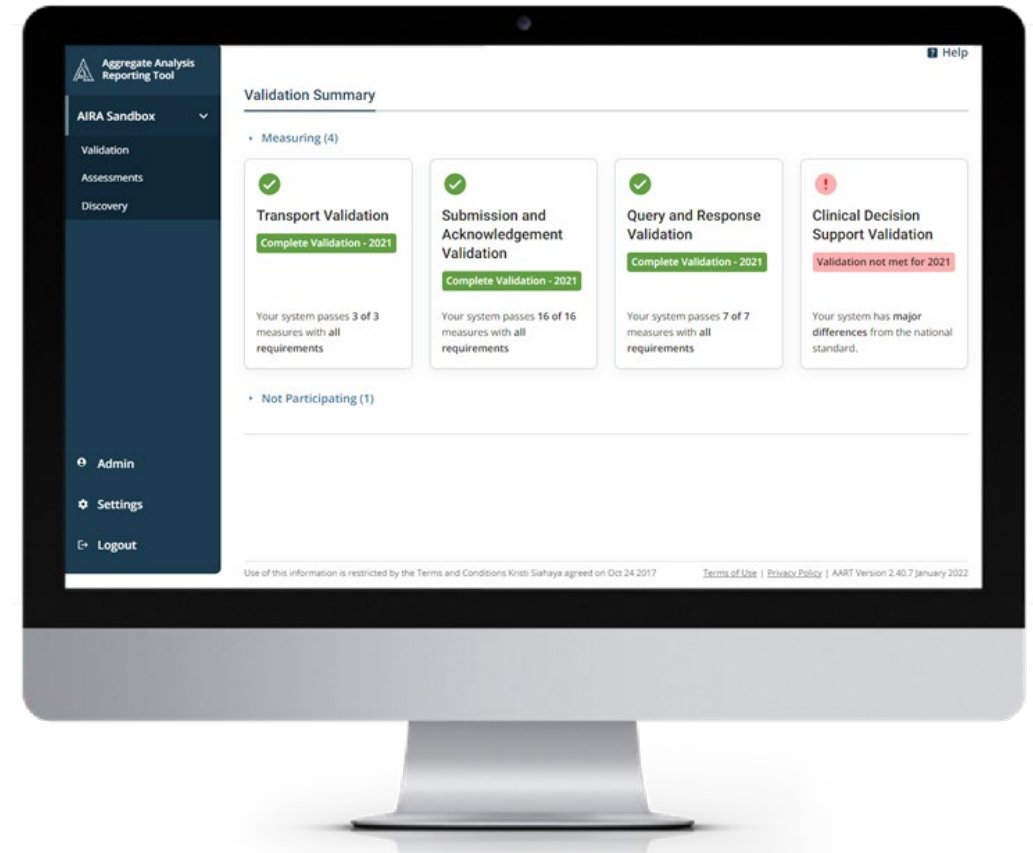 Aggregate Analysis
Reporting Tool
AIRA Sandbox
Validation
Assessments
Discovery
Admin
Settings
Logout
Help
Validation Summary
Measuring (4)
Transport Validation
Complete Validation - 2021
Your system passes 3 of 3
measures with all
requirements
Submission and
Acknowledgement
Validation
Complete Validation - 2021
Your system passes 16 of 16
measures with all
requirements
Query and Response
Validation
Complete Validation - 2021
Your system passes 7 of 7
measures with all
requirements
Clinical Decision
Support Validation
Validation not met for 2021
Your system has major
differences from the national
standard.
Not Participating (1)
Use of this information is restricted by the Terms and Conditions Kristi Siahaya agreed on Oct 24 2017
Terms of Use | Privacy Policy | AART Version 2.40.7 January 2022